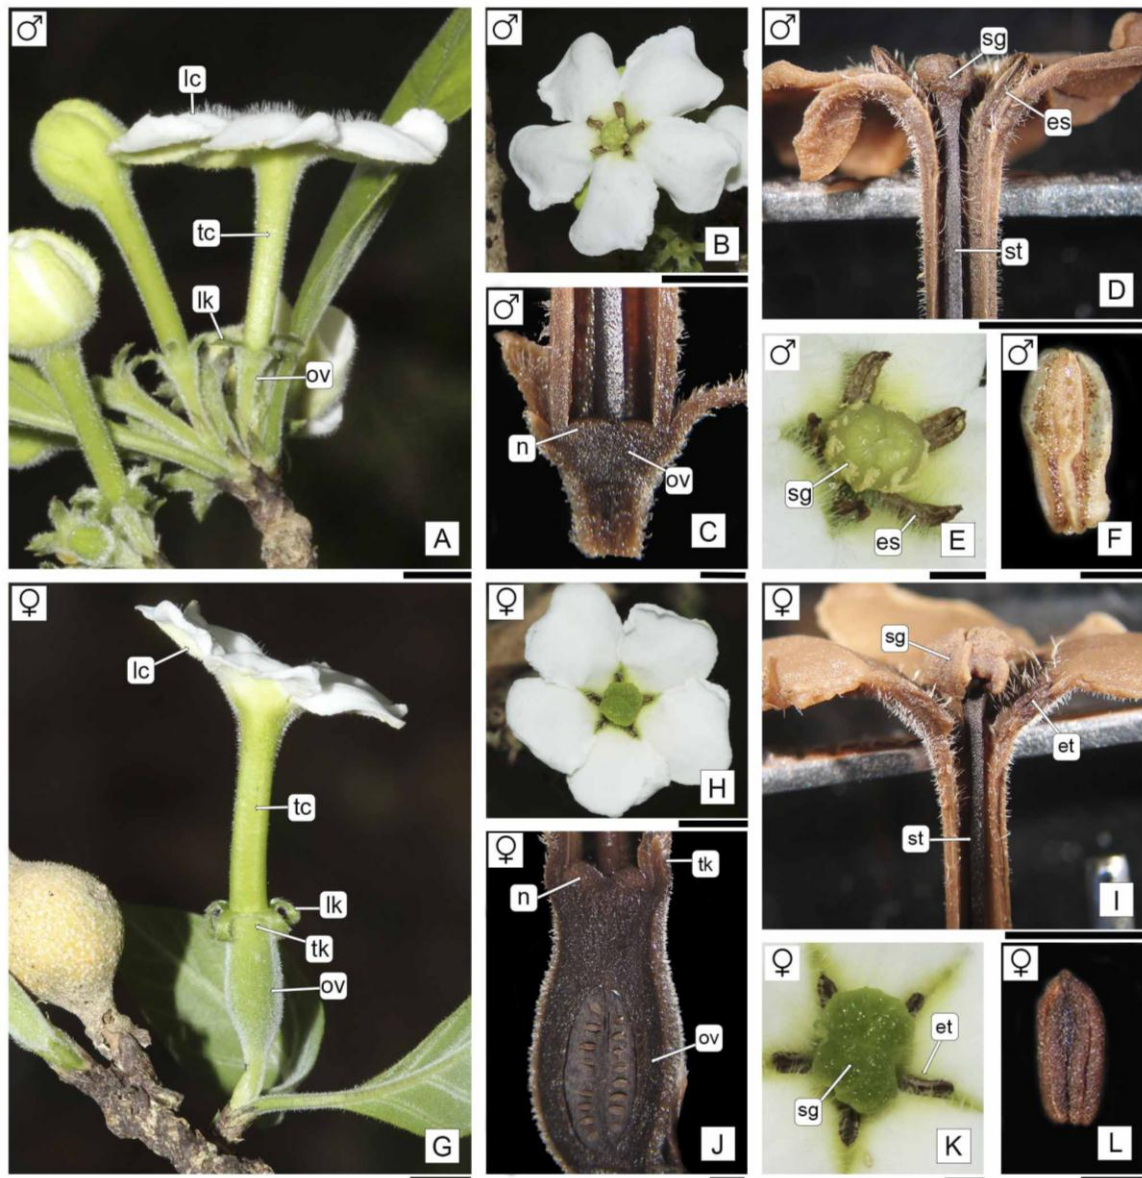 ♂
lc
tc
lk
ov
A
♂
B
♂
n
ov
C
♂
sg
es
st
D
♂
sg
es
E
♂
F
♀
lc
tc
lk
tk
ov
G
♀
H
♀
tk
n
ov
J
♀
sg
et
st
I
♀
et
sg
K
♀
L